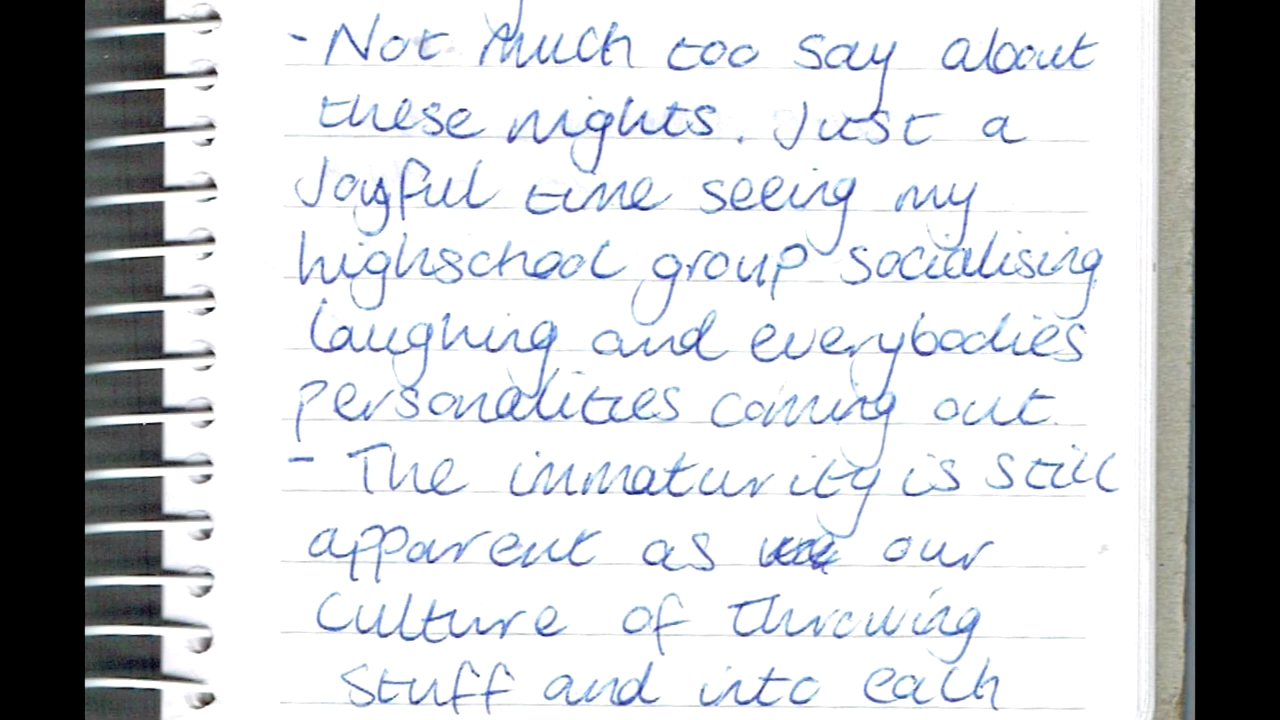 - Not much too say about
these nights. Just a
Joyful time seeing my
highschool group socialising
laughing and everybodies
personalities coming out.
- The immaturity is still
apparent as our
Culture of throwing
Stuff and into each